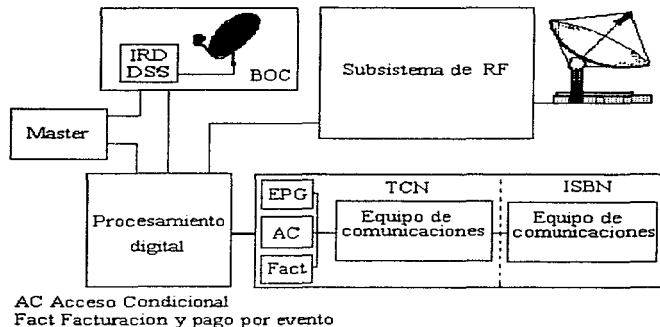 IRD
DSS
BOC
Subsistema de RF
Master
Procesamiento
digital
EPG
AC
Fact
TCN
Equipo de
comunicaciones
ISBN
Equipo de
comunicaciones
AC Acceso Condicional
Fact Facturacion y pago por evento